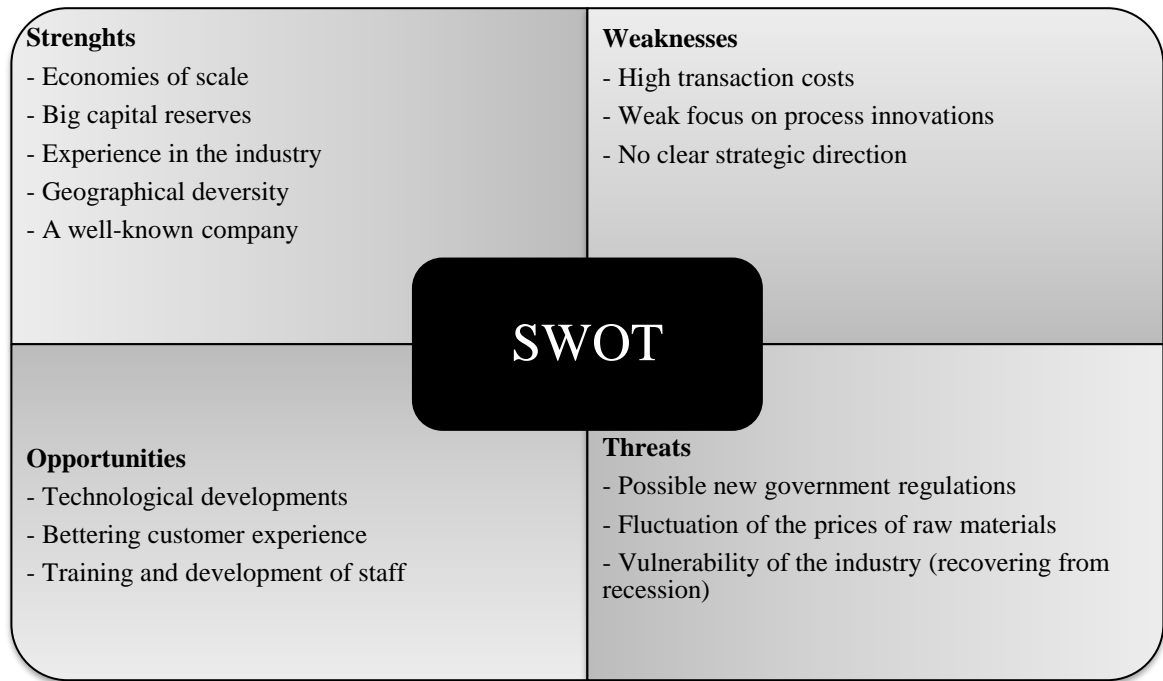 Strenghts
- Economies of scale
- Big capital reserves
- Experience in the industry
- Geographical deversity
- A well-known company
Weaknesses
- High transaction costs
- Weak focus on process innovations
- No clear strategic direction
SWOT
Opportunities
- Technological developments
- Bettering customer experience
- Training and development of staff
Threats
- Possible new government regulations
- Fluctuation of the prices of raw materials
- Vulnerability of the industry (recovering from
recession)